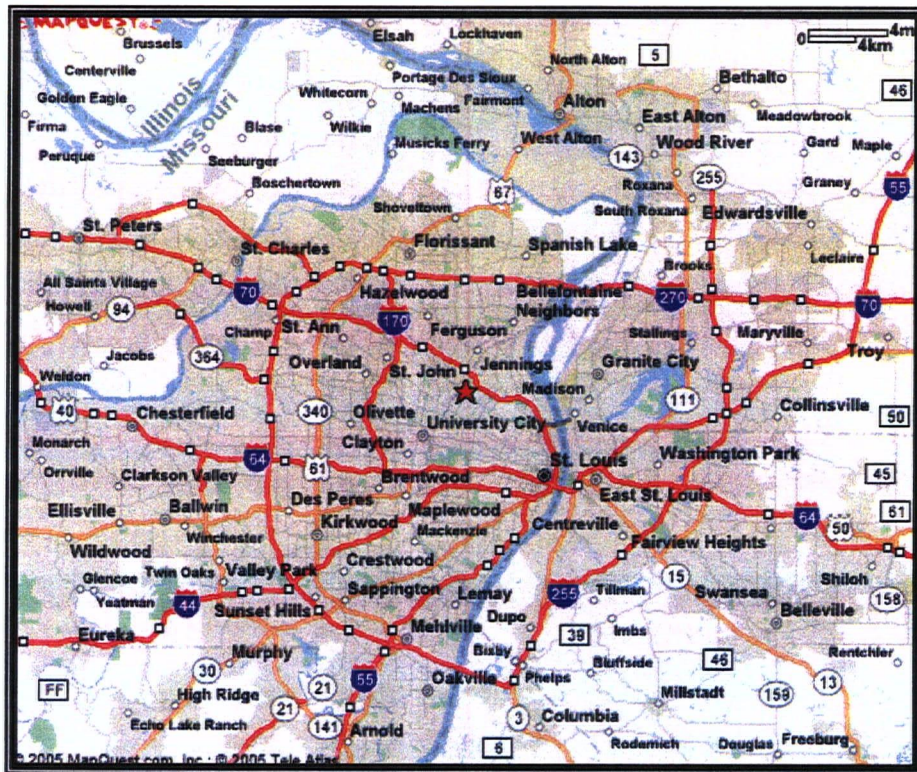 MAPQUEST
0 4m
4km
Brussels
Elsah
Lockhaven
North Alton
5
Centerville
Portage Des Sioux
Bethalto
46
Golden Eagle
Illinois
Whitecorn
Machens
Fairmont
Alton
Meadowbrook
Firma
Missouri
Blase
Wilkie
East Alton
Peruque
Seeburger
Musicks Ferry
West Alton
143
Wood River
Gard
Maple
255
55
Boschertown
67
Roxana
Graney
Shovettown
South Roxana
Edwardsville
St. Peters
St. Charles
Florissant
Spanish Lake
Leclaire
All Saints Village
70
Hazelwood
Bellefontaine
Neighbors
Brooks
270
70
Howell
94
Champ
St. Ann
170
Ferguson
Stallings
Maryville
Troy
Jacobs
364
Overland
St. John
Jennings
Granite City
Weldon
Madison
40
Chesterfield
340
Olivette
University City
Venice
111
Collinsville
50
Monarch
Clayton
Orrville
64
61
St. Louis
Washington Park
45
Clarkson Valley
Brentwood
East St. Louis
Ellisville
Ballwin
Des Peres
Maplewood
Centreville
64
50
61
Wildwood
Winchester
Kirkwood
Mackenzie
Fairview Heights
Glencoe
Twin Oaks
Valley Park
Crestwood
15
Shiloh
Yeatman
44
Sappington
Lemay
255
Tillman
Swansea
158
Sunset Hills
Dupo
Imbs
Belleville
Eureka
Mehlville
39
Murphy
Bixby
Bluffside
46
Rentchler
30
FF
High Ridge
21
55
Oakville
Phelps
Millstadt
159
13
21
141
3
Columbia
Echo Lake Ranch
Arnold
6
Rodemich
Douglas
Freeburg
© 2005 MapQuest.com, Inc.; © 2005 Tele Atlas